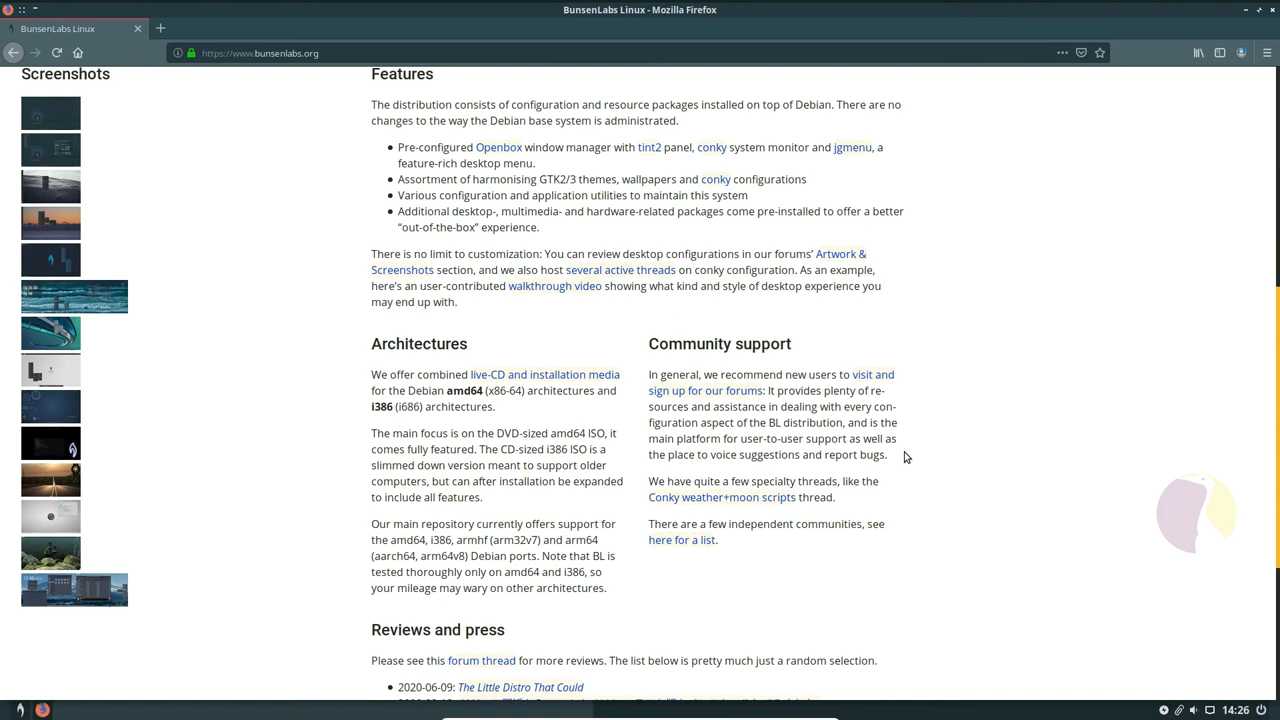 BunsenLabs Linux - Mozilla Firefox
BunsenLabs Linux
https://www.bunsenlabs.org
Screenshots
Features
The distribution consists of configuration and resource packages installed on top of Debian. There are no
changes to the way the Debian base system is administrated.
Pre-configured Openbox window manager with tint2 panel, conky system monitor and jgmenu, a
feature-rich desktop menu.
Assortment of harmonising GTK2/3 themes, wallpapers and conky configurations
Various configuration and application utilities to maintain this system
Additional desktop-, multimedia- and hardware-related packages come pre-installed to offer a better
“out-of-the-box” experience.
There is no limit to customization: You can review desktop configurations in our forums’ Artwork &
Screenshots section, and we also host several active threads on conky configuration. As an example,
here’s an user-contributed walkthrough video showing what kind and style of desktop experience you
may end up with.
Architectures
We offer combined live-CD and installation media
for the Debian amd64 (x86-64) architectures and
i386 (i686) architectures.
The main focus is on the DVD-sized amd64 ISO, it
comes fully featured. The CD-sized i386 ISO is a
slimmed down version meant to support older
computers, but can after installation be expanded
to include all features.
Our main repository currently offers support for
the amd64, i386, armhf (arm32v7) and arm64
(aarch64, arm64v8) Debian ports. Note that BL is
tested thoroughly only on amd64 and i386, so
your mileage may vary on other architectures.
Community support
In general, we recommend new users to visit and
sign up for our forums: It provides plenty of re-
sources and assistance in dealing with every con-
figuration aspect of the BL distribution, and is the
main platform for user-to-user support as well as
the place to voice suggestions and report bugs.
We have quite a few specialty threads, like the
Conky weather+moon scripts thread.
There are a few independent communities, see
here for a list.
Reviews and press
Please see this forum thread for more reviews. The list below is pretty much just a random selection.
2020-06-09: The Little Distro That Could
14:26